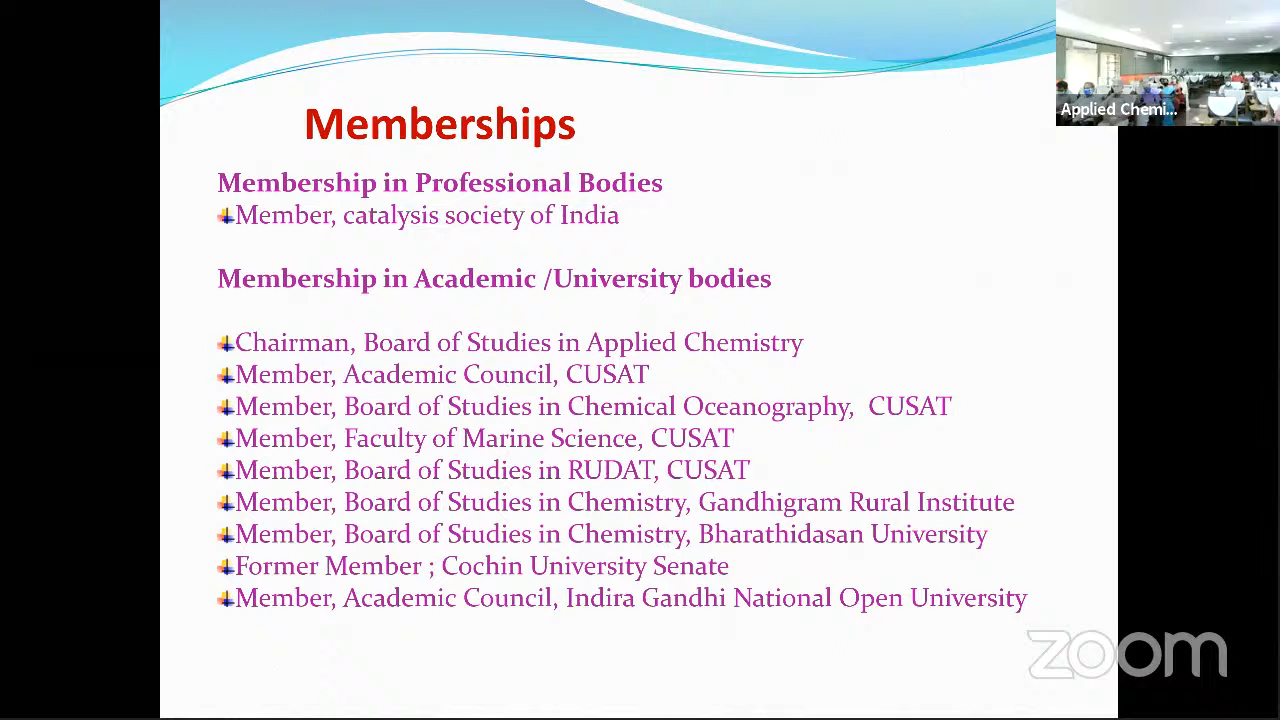 Memberships
Applied Chemi...
Membership in Professional Bodies
Member, catalysis society of India
Membership in Academic /University bodies
Chairman, Board of Studies in Applied Chemistry
Member, Academic Council, CUSAT
Member, Board of Studies in Chemical Oceanography, CUSAT
Member, Faculty of Marine Science, CUSAT
Member, Board of Studies in RUDAT, CUSAT
Member, Board of Studies in Chemistry, Gandhigram Rural Institute
Member, Board of Studies in Chemistry, Bharathidasan University
Former Member ; Cochin University Senate
Member, Academic Council, Indira Gandhi National Open University
zoom